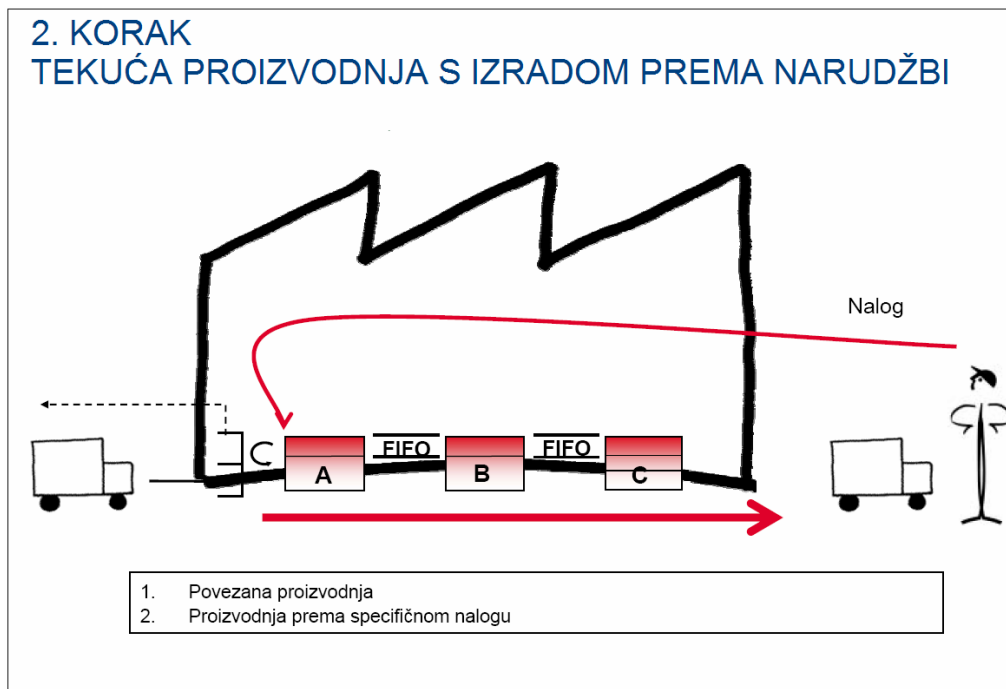 2. KORAK
TEKUĆA PROIZVODNJA S IZRADOM PREMA NARUDŽBI
Nalog
FIFO
FIFO
A
B
C
1. Povezana proizvodnja
2. Proizvodnja prema specifičnom nalogu